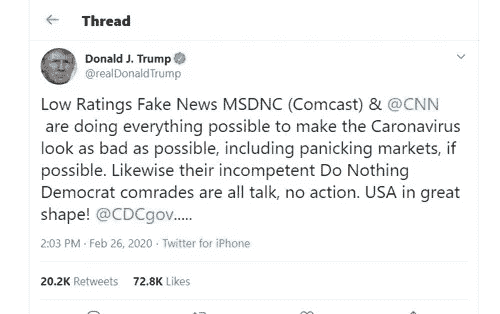 Thread
Donald J. Trump
@realDonaldTrump
Low Ratings Fake News MSDNC (Comcast) & @CNN
are doing everything possible to make the Caronavirus
look as bad as possible, including panicking markets, if
possible. Likewise their incompetent Do Nothing
Democrat comrades are all talk, no action. USA in great
shape! @CDCgov.....
2:03 PM · Feb 26, 2020 · Twitter for iPhone
20.2K Retweets 72.8K Likes